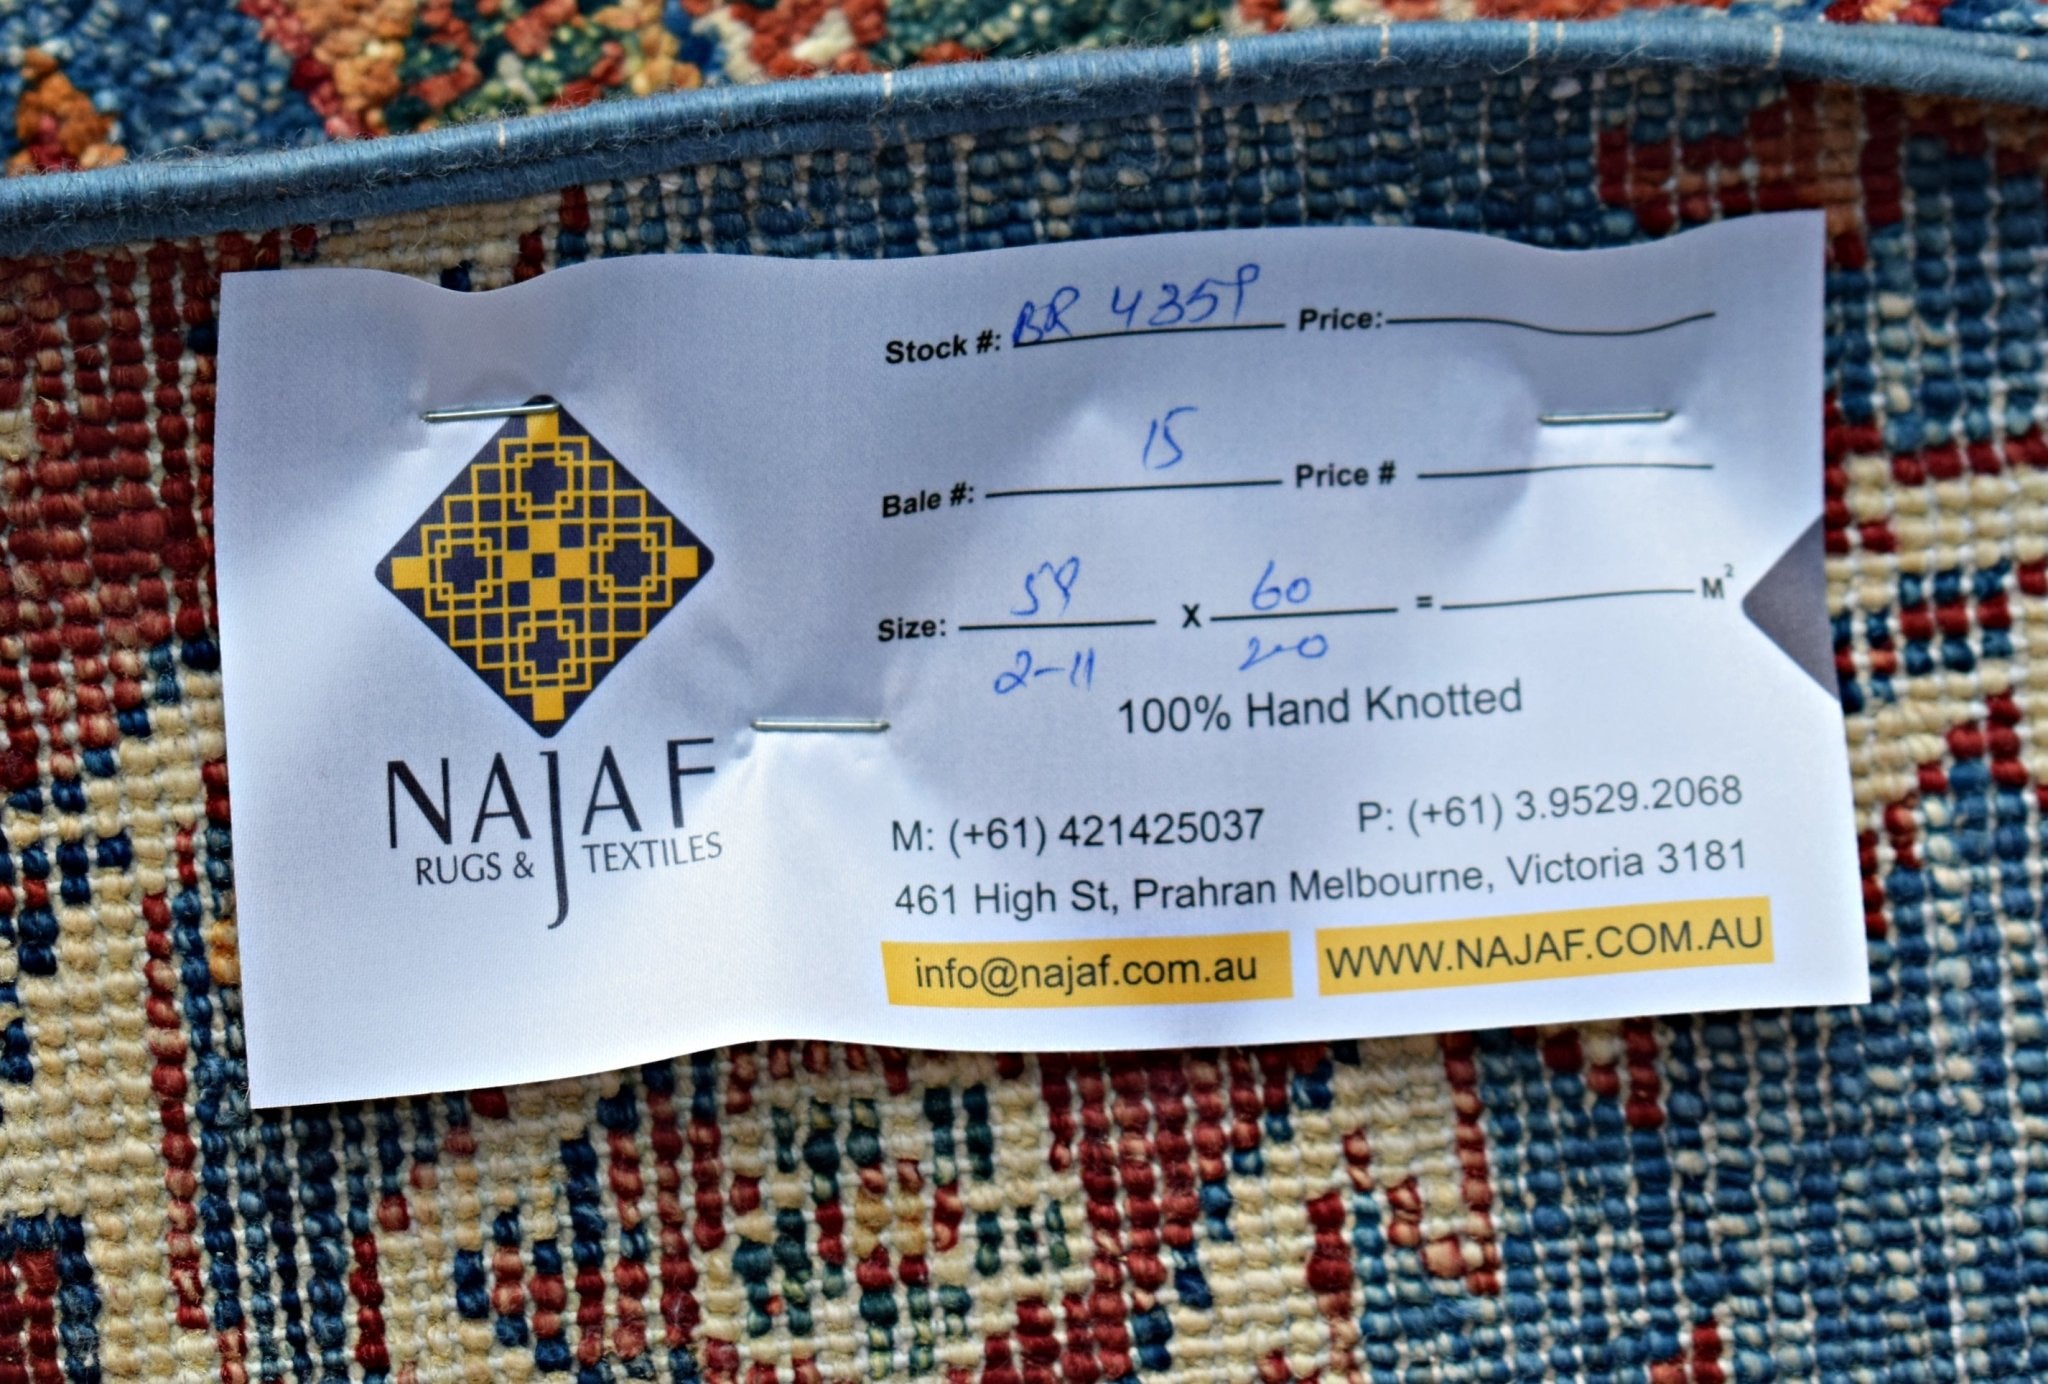 Stock #: BR 4359 Price:
Bale #: 15 Price #
Size: X 60 = M²
2-11 2-0
100% Hand Knotted
NAJAF
RUGS & TEXTILES
M: (+61) 421425037 P: (+61) 3.9529.2068
461 High St, Prahran Melbourne, Victoria 3181
info@najaf.com.au WWW.NAJAF.COM.AU